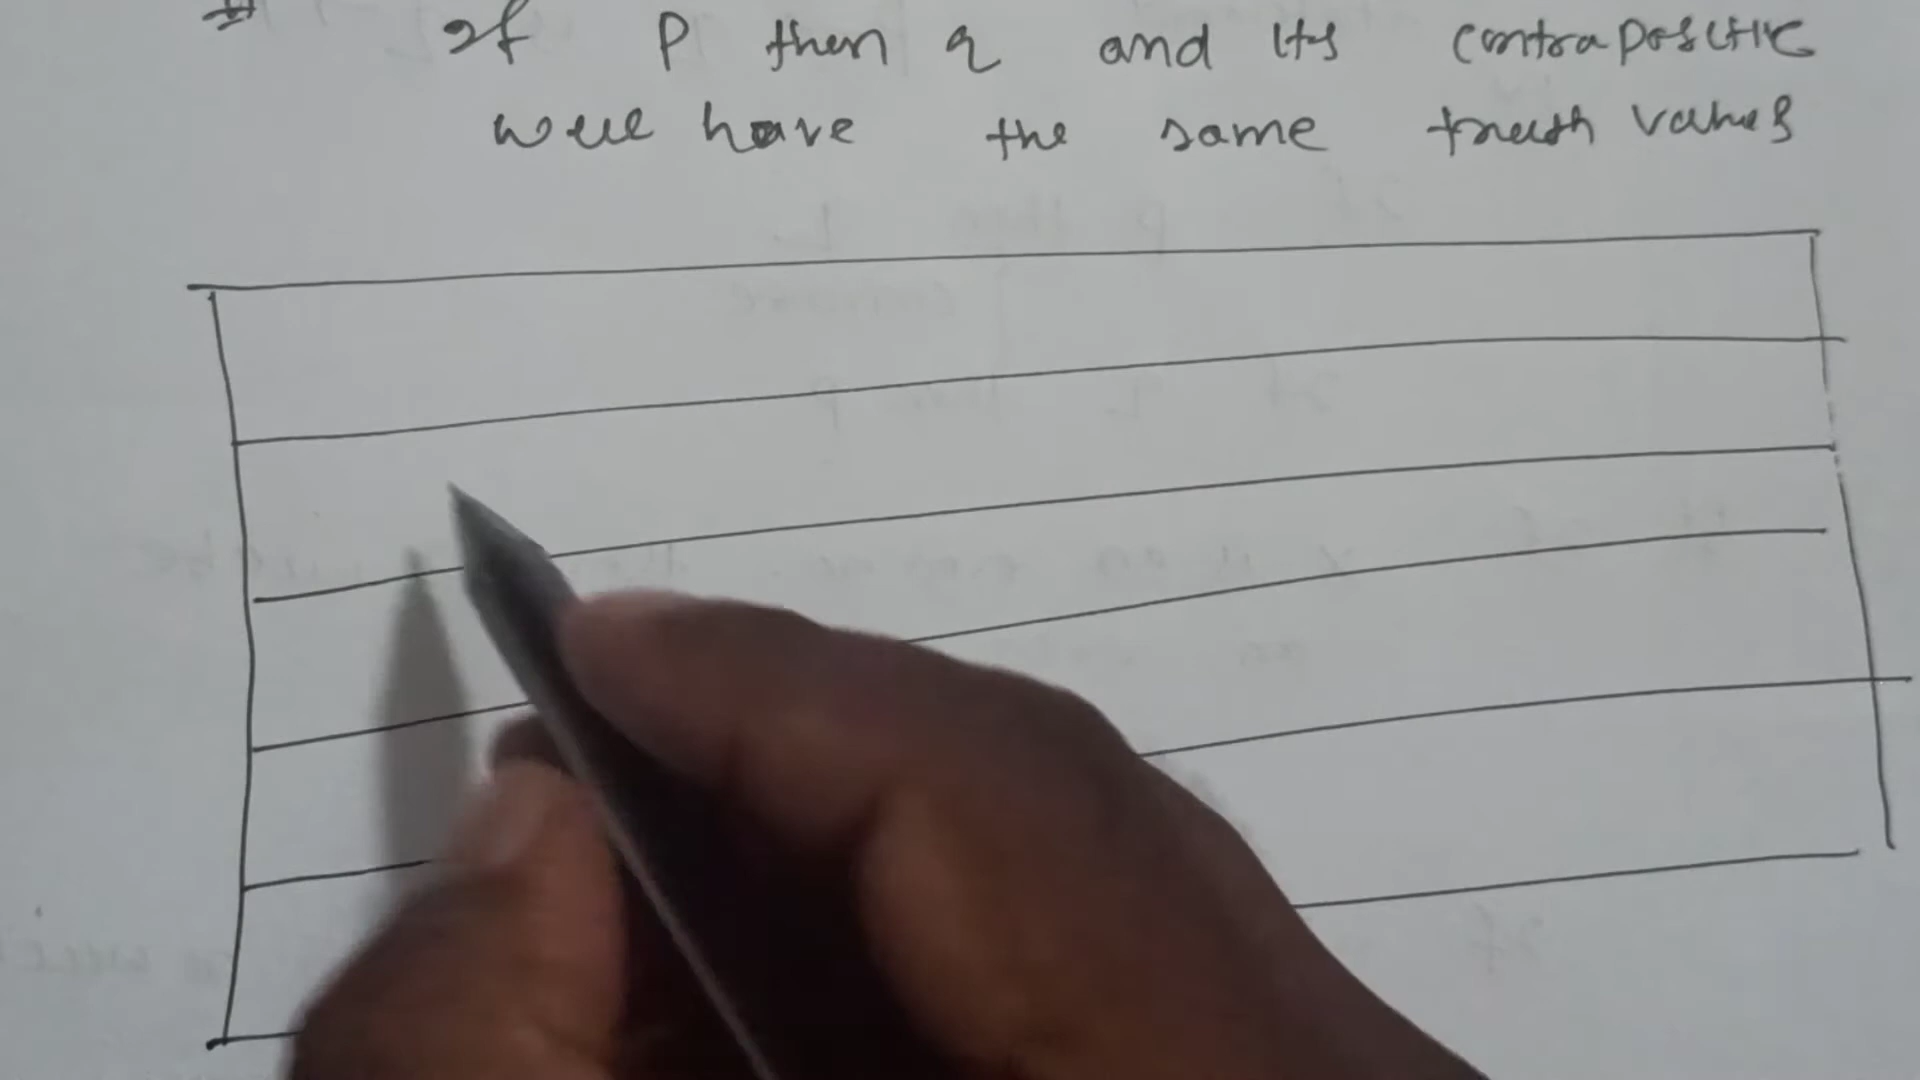 # If P then q and its contrapositive
will have the same truth values